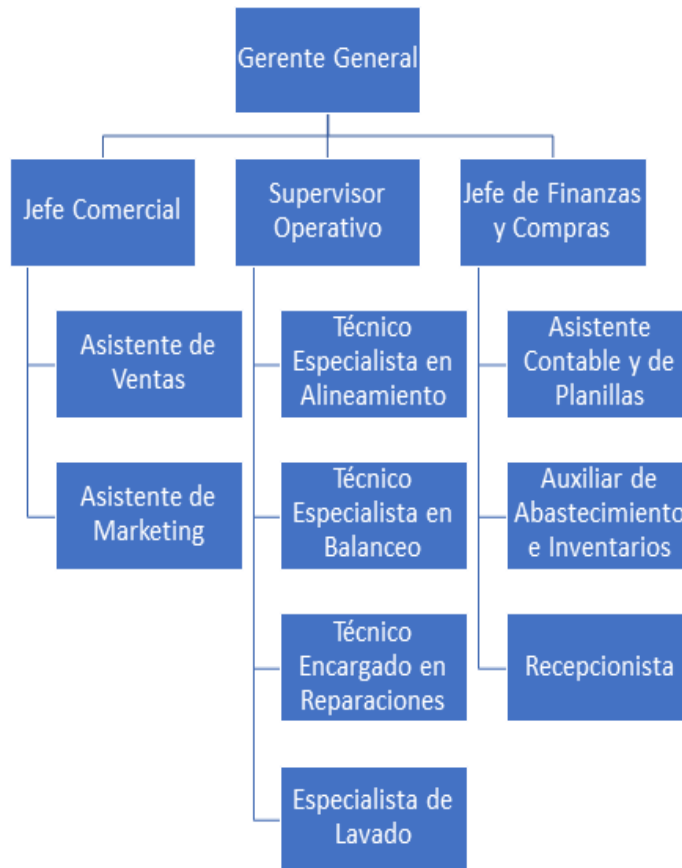 Gerente General
Jefe Comercial
Supervisor
Operativo
Jefe de Finanzas
y Compras
Asistente de
Ventas
Asistente de
Marketing
Técnico
Especialista en
Alineamiento
Técnico
Especialista en
Balanceo
Técnico
Encargado en
Reparaciones
Especialista de
Lavado
Asistente
Contable y de
Planillas
Auxiliar de
Abastecimiento
e Inventarios
Recepcionista